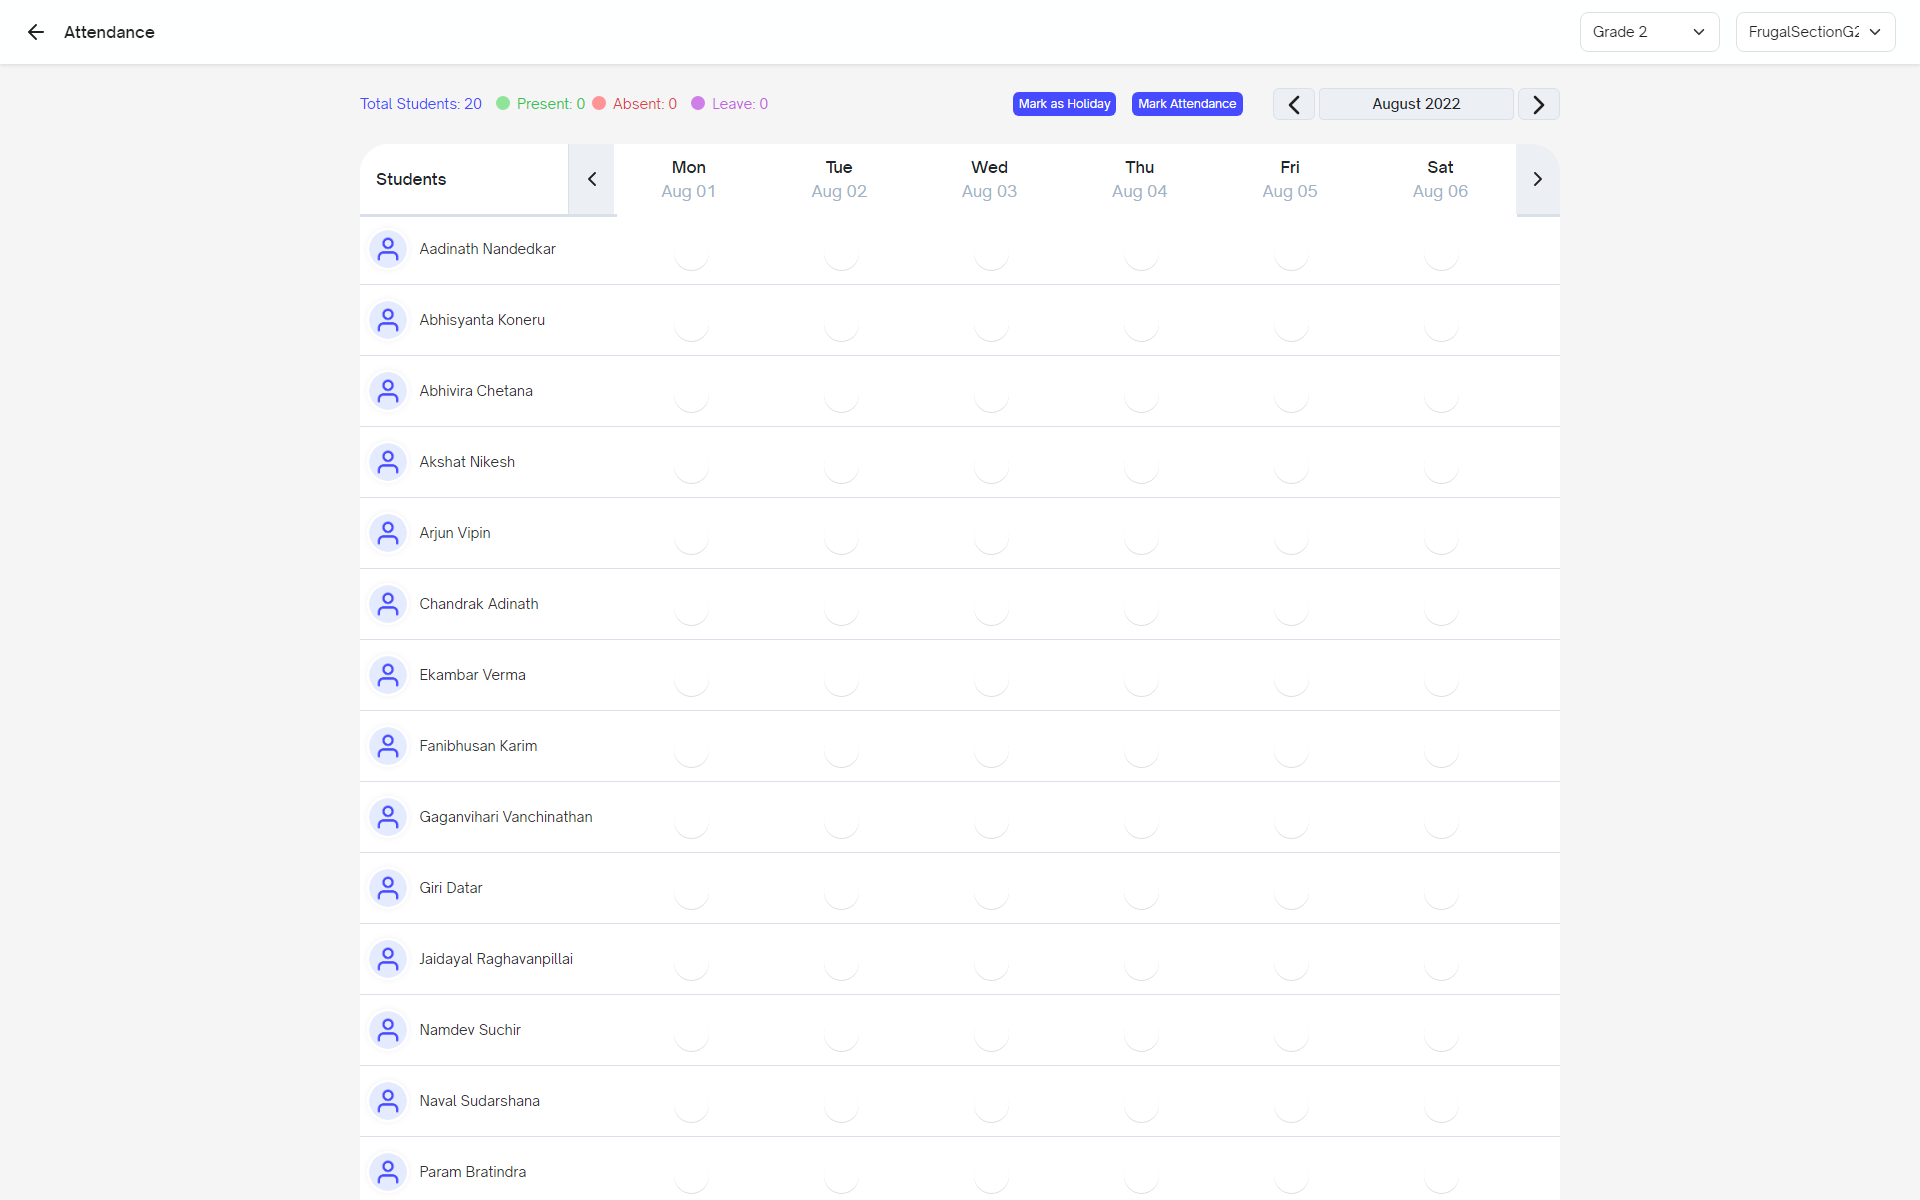 Attendance
Grade 2
FrugalSectionG2
Total Students: 20 Present: 0 Absent: 0 Leave: 0
Mark as Holiday
Mark Attendance
August 2022
Students
Mon Tue Wed Thu Fri Sat
Aug 01 Aug 02 Aug 03 Aug 04 Aug 05 Aug 06
Aadinath Nandedkar
Abhisyanta Koneru
Abhivira Chetana
Akshat Nikesh
Arjun Vipin
Chandrak Adinath
Ekambar Verma
Fanibhusan Karim
Gaganvihari Vanchinathan
Giri Datar
Jaidayal Raghavanpillai
Namdev Suchir
Naval Sudarshana
Param Bratindra